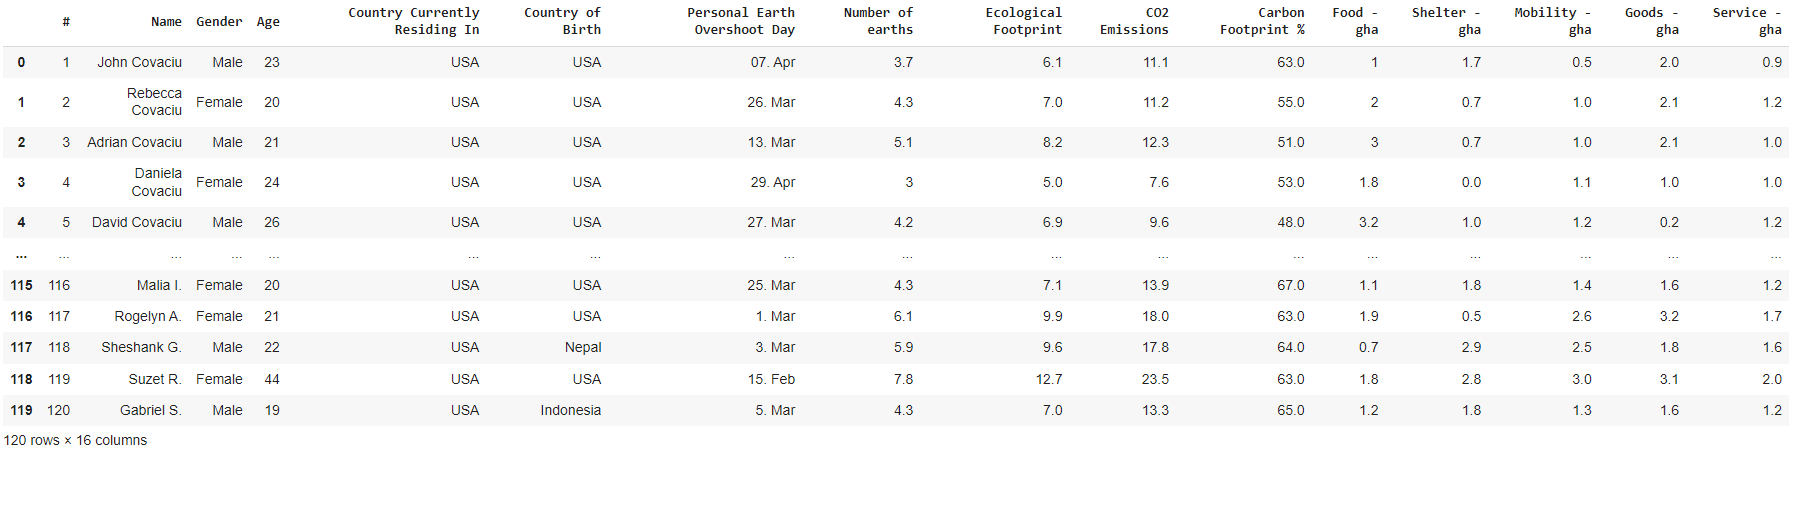 # Name Gender Age Country Currently Residing In Country of Birth Personal Earth Overshoot Day Number of earths Ecological Footprint CO2 Emissions Carbon Footprint % Food - gha Shelter - gha Mobility - gha Goods - gha Service - gha
0 1 John Covaciu Male 23 USA USA 07. Apr 3.7 6.1 11.1 63.0 1 1.7 0.5 2.0 0.9
1 2 Rebecca Covaciu Female 20 USA USA 26. Mar 4.3 7.0 11.2 55.0 2 0.7 1.0 2.1 1.2
2 3 Adrian Covaciu Male 21 USA USA 13. Mar 5.1 8.2 12.3 51.0 3 0.7 1.0 2.1 1.0
3 4 Daniela Covaciu Female 24 USA USA 29. Apr 3 5.0 7.6 53.0 1.8 0.0 1.1 1.0 1.0
4 5 David Covaciu Male 26 USA USA 27. Mar 4.2 6.9 9.6 48.0 3.2 1.0 1.2 0.2 1.2
... ... ... ... ... ... ... ... ... ... ... ... ... ... ... ... ...
115 116 Malia I. Female 20 USA USA 25. Mar 4.3 7.1 13.9 67.0 1.1 1.8 1.4 1.6 1.2
116 117 Rogelyn A. Female 21 USA USA 1. Mar 6.1 9.9 18.0 63.0 1.9 0.5 2.6 3.2 1.7
117 118 Sheshank G. Male 22 USA Nepal 3. Mar 5.9 9.6 17.8 64.0 0.7 2.9 2.5 1.8 1.6
118 119 Suzet R. Female 44 USA USA 15. Feb 7.8 12.7 23.5 63.0 1.8 2.8 3.0 3.1 2.0
119 120 Gabriel S. Male 19 USA Indonesia 5. Mar 4.3 7.0 13.3 65.0 1.2 1.8 1.3 1.6 1.2
120 rows × 16 columns